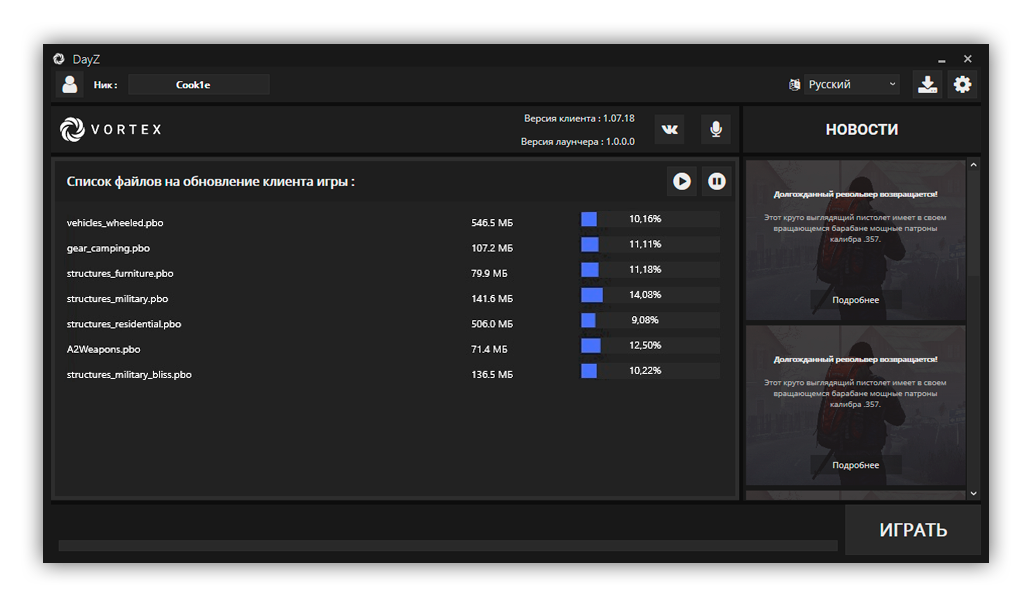 DayZ
Ник :
Cook1e
Русский
VORTEX
Версия клиента : 1.07.18
Версия лаунчера : 1.0.0.0
НОВОСТИ
Список файлов на обновление клиента игры :
vehicles_wheeled.pbo 546.5 МБ 10,16%
gear_camping.pbo 107.2 МБ 11,11%
structures_furniture.pbo 79.9 МБ 11,18%
structures_military.pbo 141.6 МБ 14,08%
structures_residential.pbo 506.0 МБ 9,08%
A2Weapons.pbo 71.4 МБ 12,50%
structures_military_bliss.pbo 136.5 МБ 10,22%
Долгожданный револьвер возвращается!
Этот круто выглядящий пистолет имеет в своем
вращающемся барабане мощные патроны
калибра .357.
Подробнее
Долгожданный револьвер возвращается!
Этот круто выглядящий пистолет имеет в своем
вращающемся барабане мощные патроны
калибра .357.
Подробнее
ИГРАТЬ